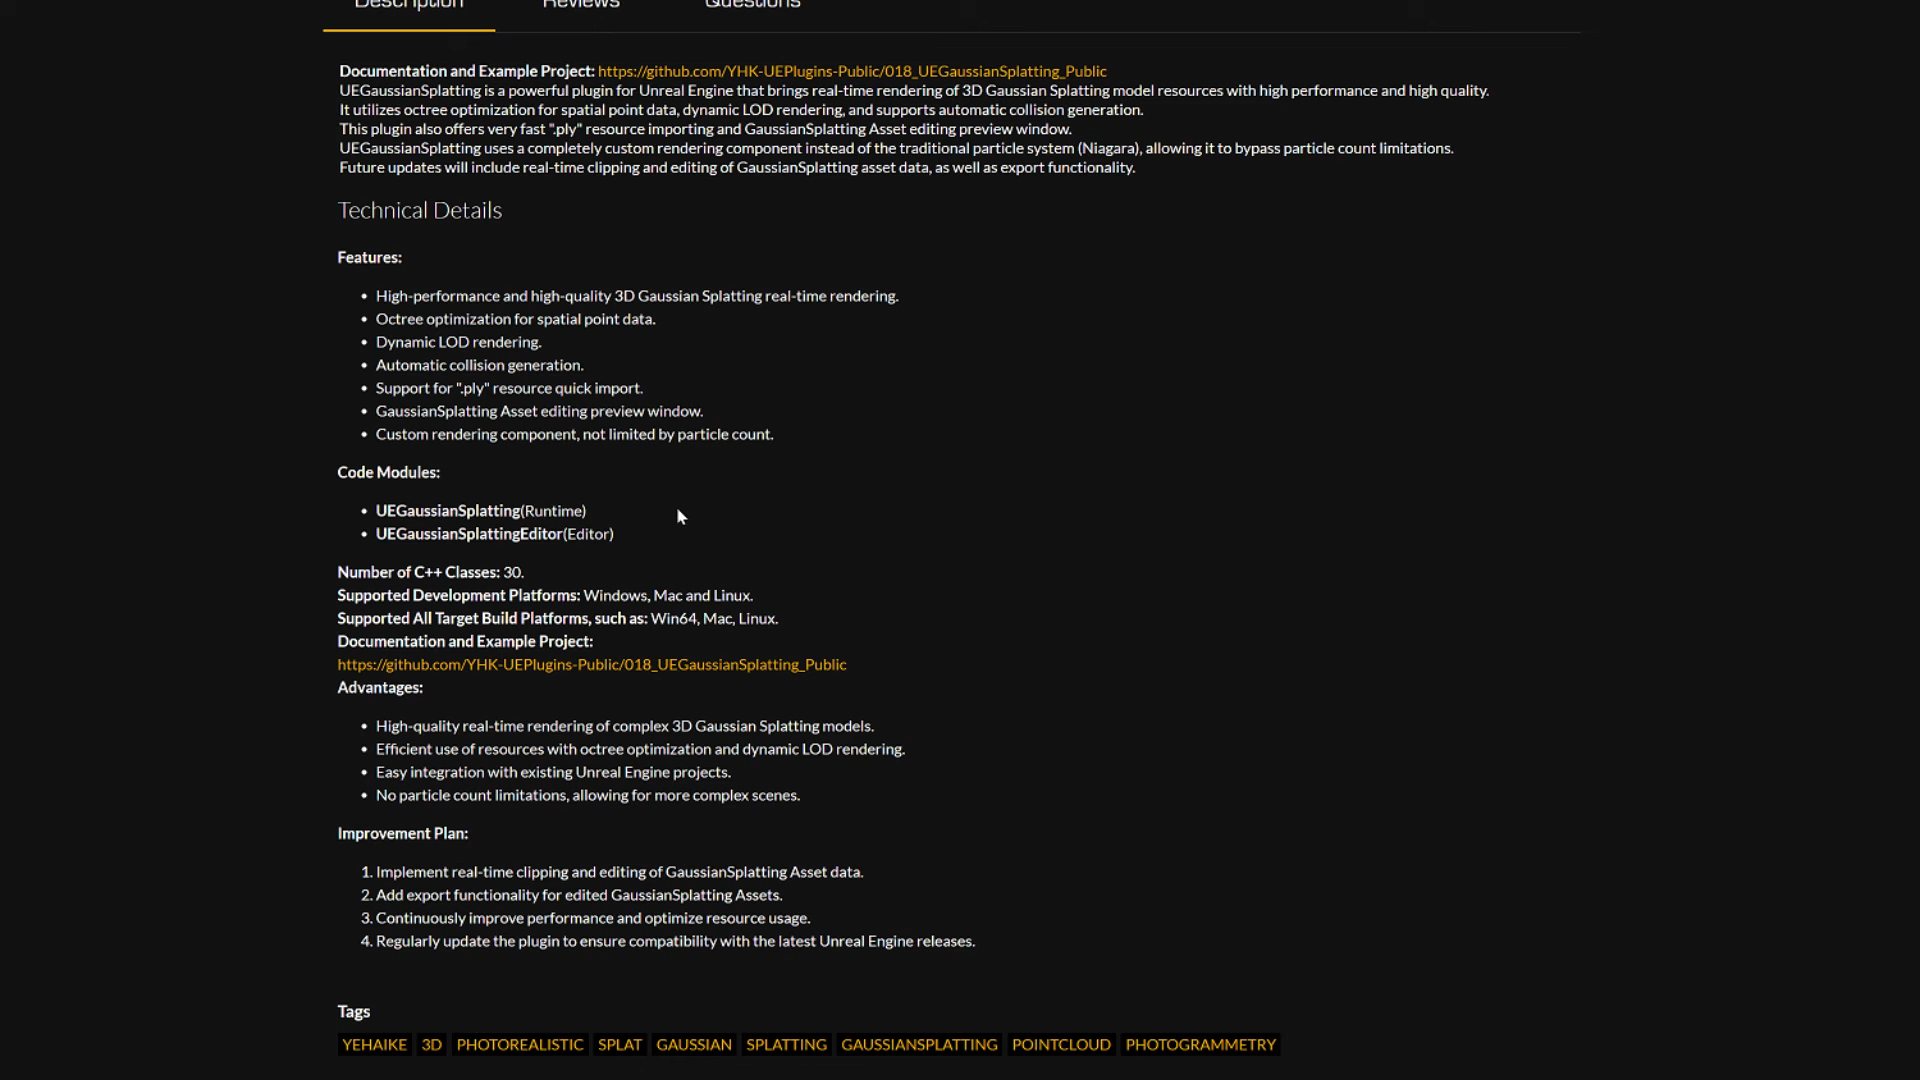 Description Reviews Questions
Documentation and Example Project: https://github.com/YHK-UEPlugins-Public/018_UEGaussianSplatting_Public
UEGaussianSplatting is a powerful plugin for Unreal Engine that brings real-time rendering of 3D Gaussian Splatting model resources with high performance and high quality.
It utilizes octree optimization for spatial point data, dynamic LOD rendering, and supports automatic collision generation.
This plugin also offers very fast ".ply" resource importing and GaussianSplatting Asset editing preview window.
UEGaussianSplatting uses a completely custom rendering component instead of the traditional particle system (Niagara), allowing it to bypass particle count limitations.
Future updates will include real-time clipping and editing of GaussianSplatting asset data, as well as export functionality.
Technical Details
Features:
• High-performance and high-quality 3D Gaussian Splatting real-time rendering.
• Octree optimization for spatial point data.
• Dynamic LOD rendering.
• Automatic collision generation.
• Support for ".ply" resource quick import.
• GaussianSplatting Asset editing preview window.
• Custom rendering component, not limited by particle count.
Code Modules:
• UEGaussianSplatting(Runtime)
• UEGaussianSplattingEditor(Editor)
Number of C++ Classes: 30.
Supported Development Platforms: Windows, Mac and Linux.
Supported All Target Build Platforms, such as: Win64, Mac, Linux.
Documentation and Example Project:
https://github.com/YHK-UEPlugins-Public/018_UEGaussianSplatting_Public
Advantages:
• High-quality real-time rendering of complex 3D Gaussian Splatting models.
• Efficient use of resources with octree optimization and dynamic LOD rendering.
• Easy integration with existing Unreal Engine projects.
• No particle count limitations, allowing for more complex scenes.
Improvement Plan:
1. Implement real-time clipping and editing of GaussianSplatting Asset data.
2. Add export functionality for edited GaussianSplatting Assets.
3. Continuously improve performance and optimize resource usage.
4. Regularly update the plugin to ensure compatibility with the latest Unreal Engine releases.
Tags
YEHAIKE 3D PHOTOREALISTIC SPLAT GAUSSIAN SPLATTING GAUSSIANSPLATTING POINTCLOUD PHOTOGRAMMETRY